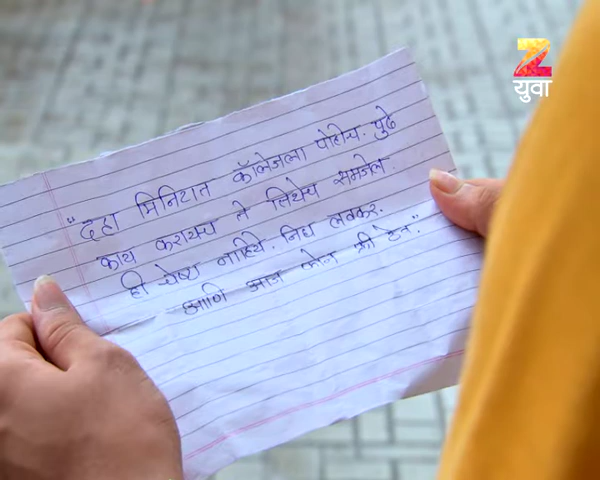 Z
युवा
"दहा मिनिटात कॉलेजला पोहोच. पुढे
काय करायच ते तिथेच समजेल.
ही चेष्टा नाहिये. निघ लवकर.
आणि आज फोन फ्री ठेव."